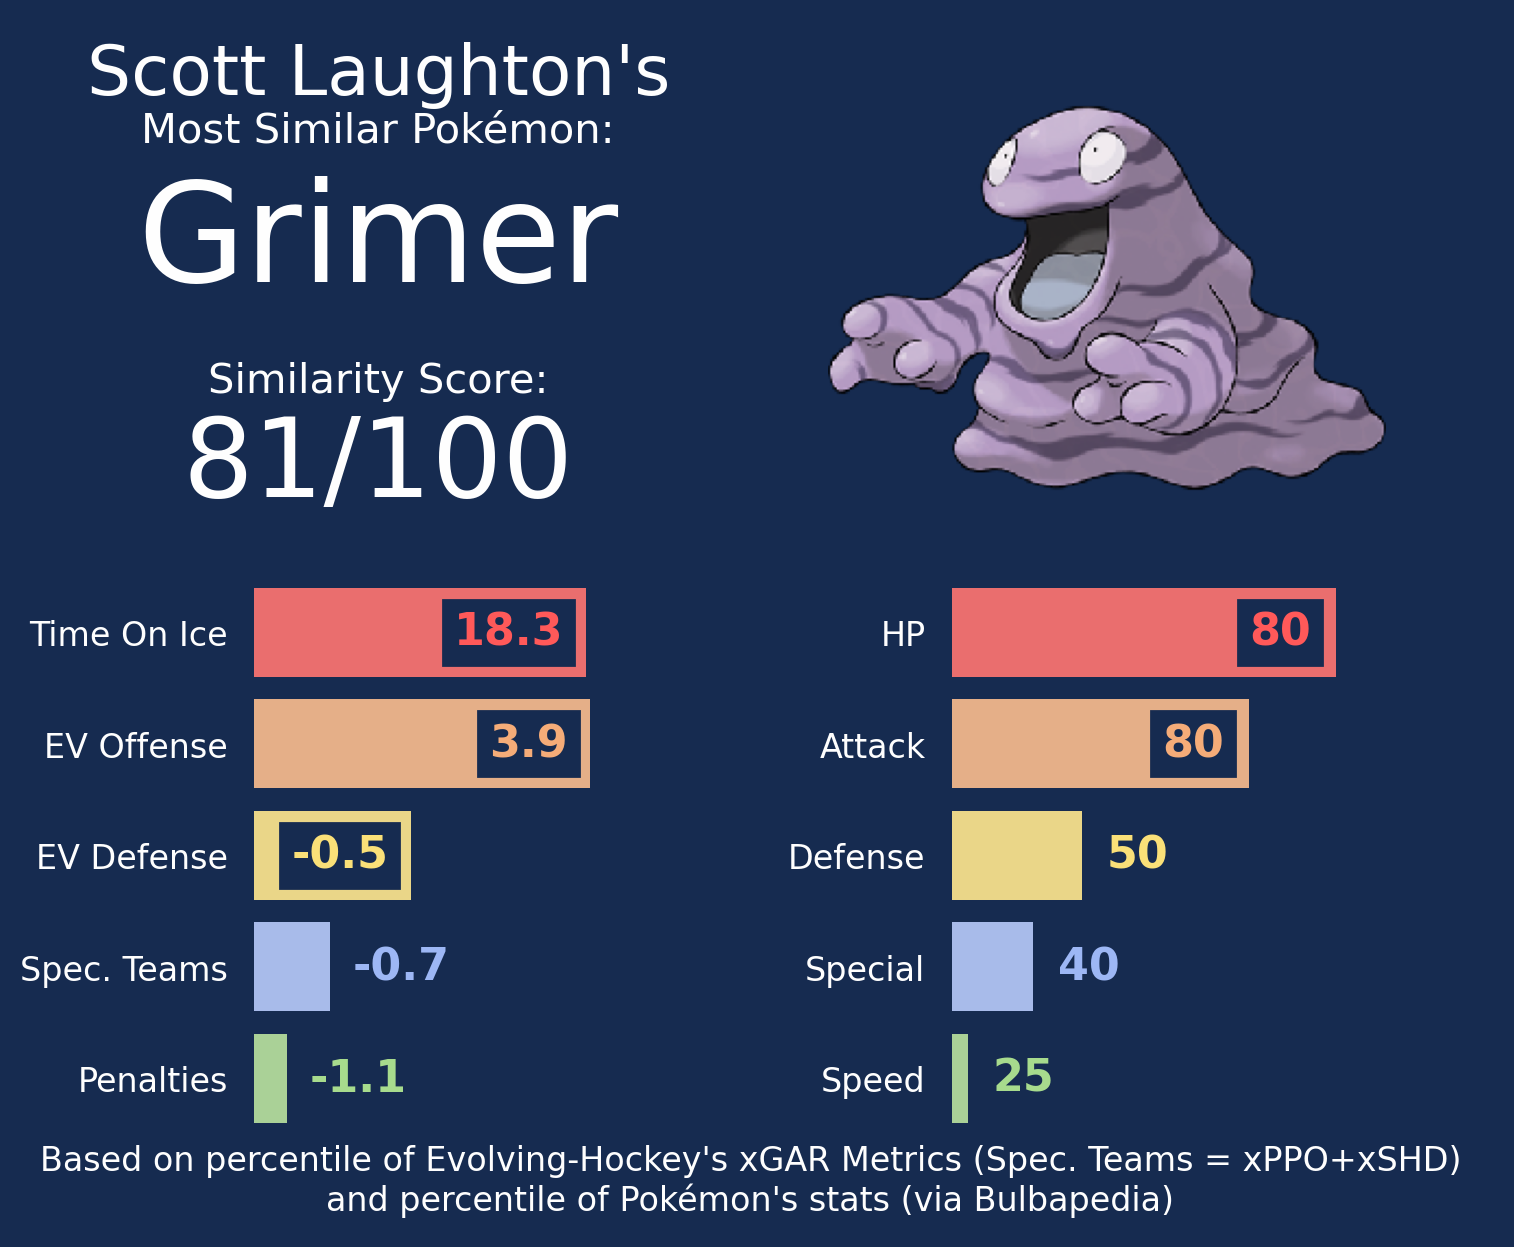 Scott Laughton's
Most Similar Pokémon:
Grimer
Similarity Score:
81/100
Time On Ice 18.3
EV Offense 3.9
EV Defense -0.5
Spec. Teams -0.7
Penalties -1.1
HP 80
Attack 80
Defense 50
Special 40
Speed 25
Based on percentile of Evolving-Hockey's xGAR Metrics (Spec. Teams = xPPO+xSHD)
and percentile of Pokémon's stats (via Bulbapedia)